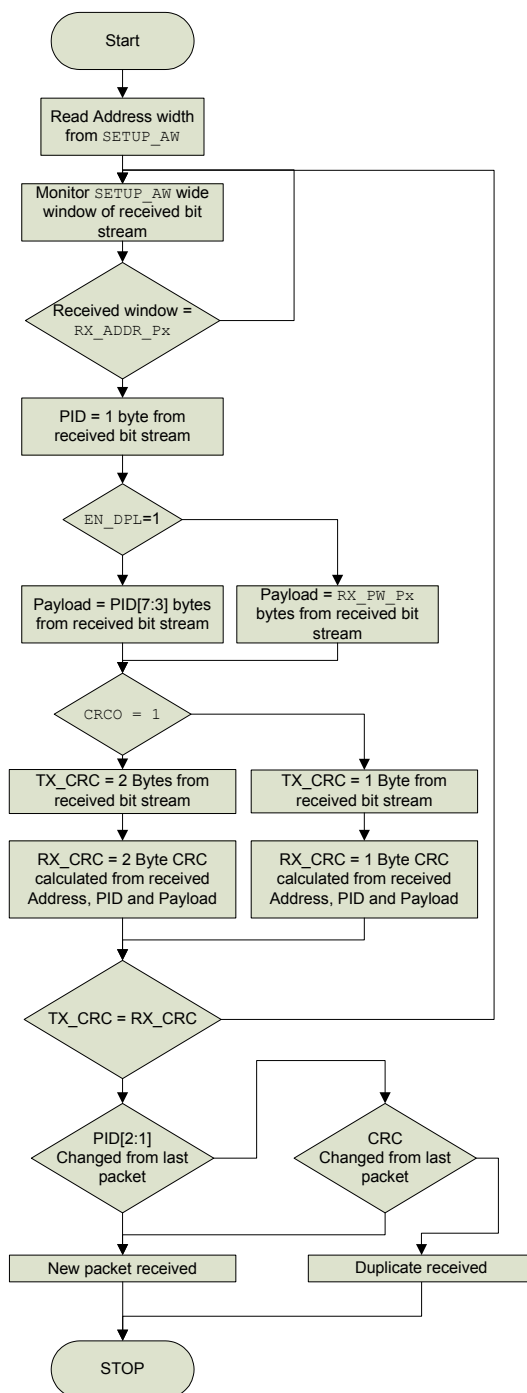 Start
Read Address width
from SETUP_AW
Monitor SETUP_AW wide
window of received bit
stream
Received window =
RX_ADDR_Px
PID = 1 byte from
received bit stream
EN_DPL=1
Payload = PID[7:3] bytes
from received bit stream
Payload = RX_PW_Px
bytes from received bit
stream
CRCO = 1
TX_CRC = 2 Bytes from
received bit stream
TX_CRC = 1 Byte from
received bit stream
RX_CRC = 2 Byte CRC
calculated from received
Address, PID and Payload
RX_CRC = 1 Byte CRC
calculated from received
Address, PID and Payload
TX_CRC = RX_CRC
PID[2:1]
Changed from last
packet
CRC
Changed from last
packet
New packet received
Duplicate received
STOP